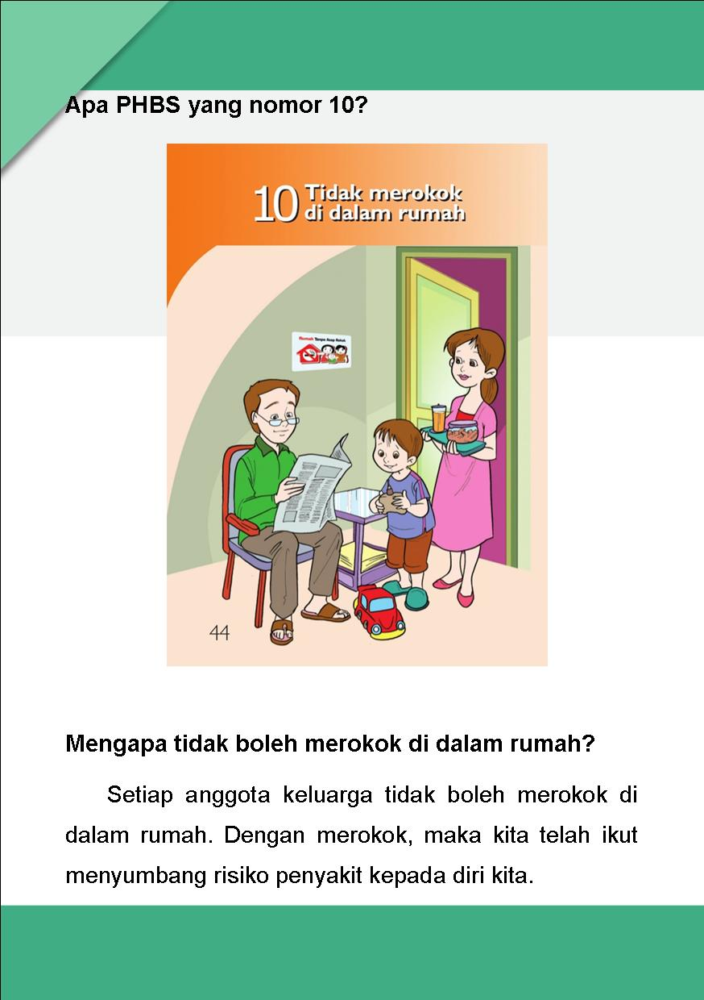 Apa PHBS yang nomor 10?
10 Tidak merokok
di dalam rumah
Rumah Tanpa Asap Rokok
44
Mengapa tidak boleh merokok di dalam rumah?
Setiap anggota keluarga tidak boleh merokok di
dalam rumah. Dengan merokok, maka kita telah ikut
menyumbang risiko penyakit kepada diri kita.